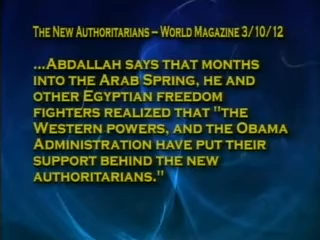 The New Authoritarians – World Magazine 3/10/12
...Abdallah says that months
into the Arab Spring, he and
other Egyptian freedom
fighters realized that "the
Western powers, and the Obama
Administration have put their
support behind the new
authoritarians."